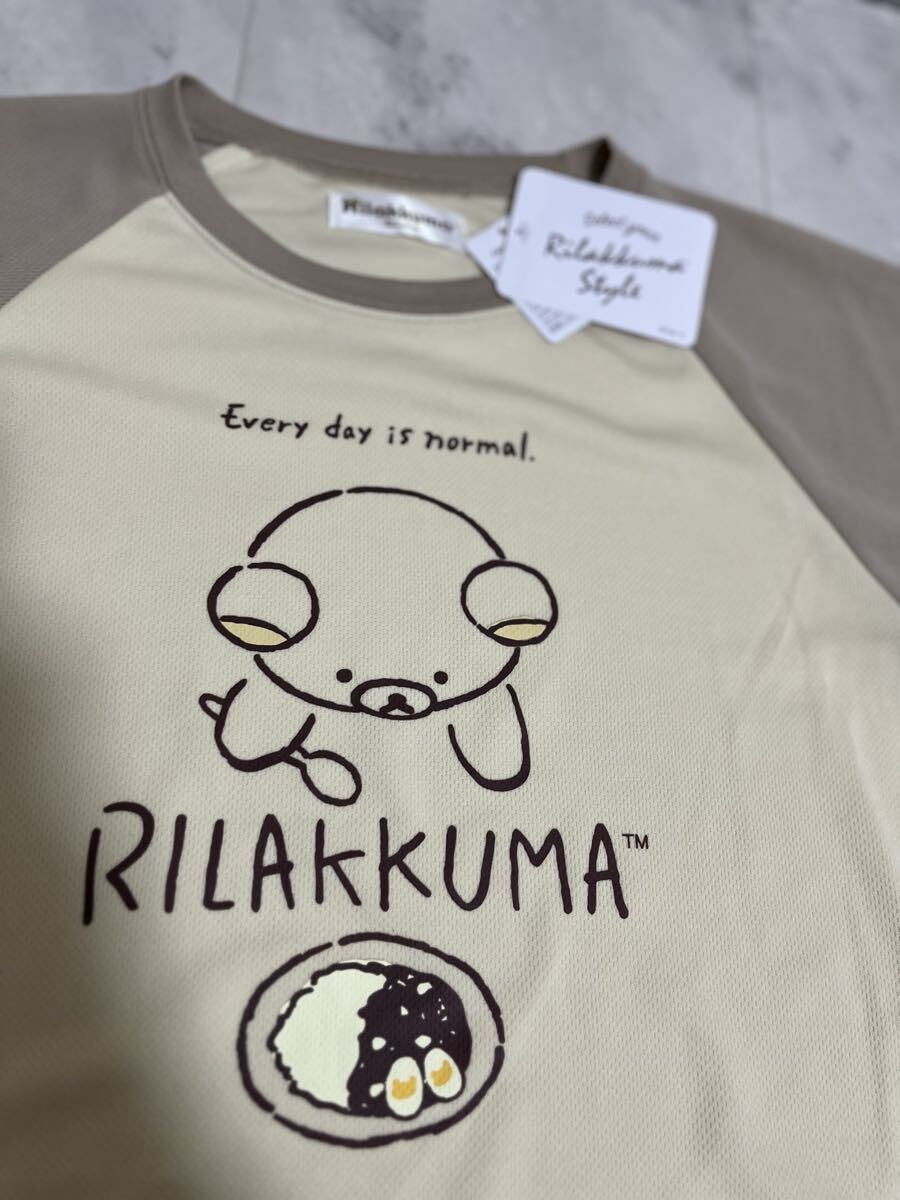 Rilakkuma
Rilakkuma
Style
Every day is normal.
RILAKKUMA™